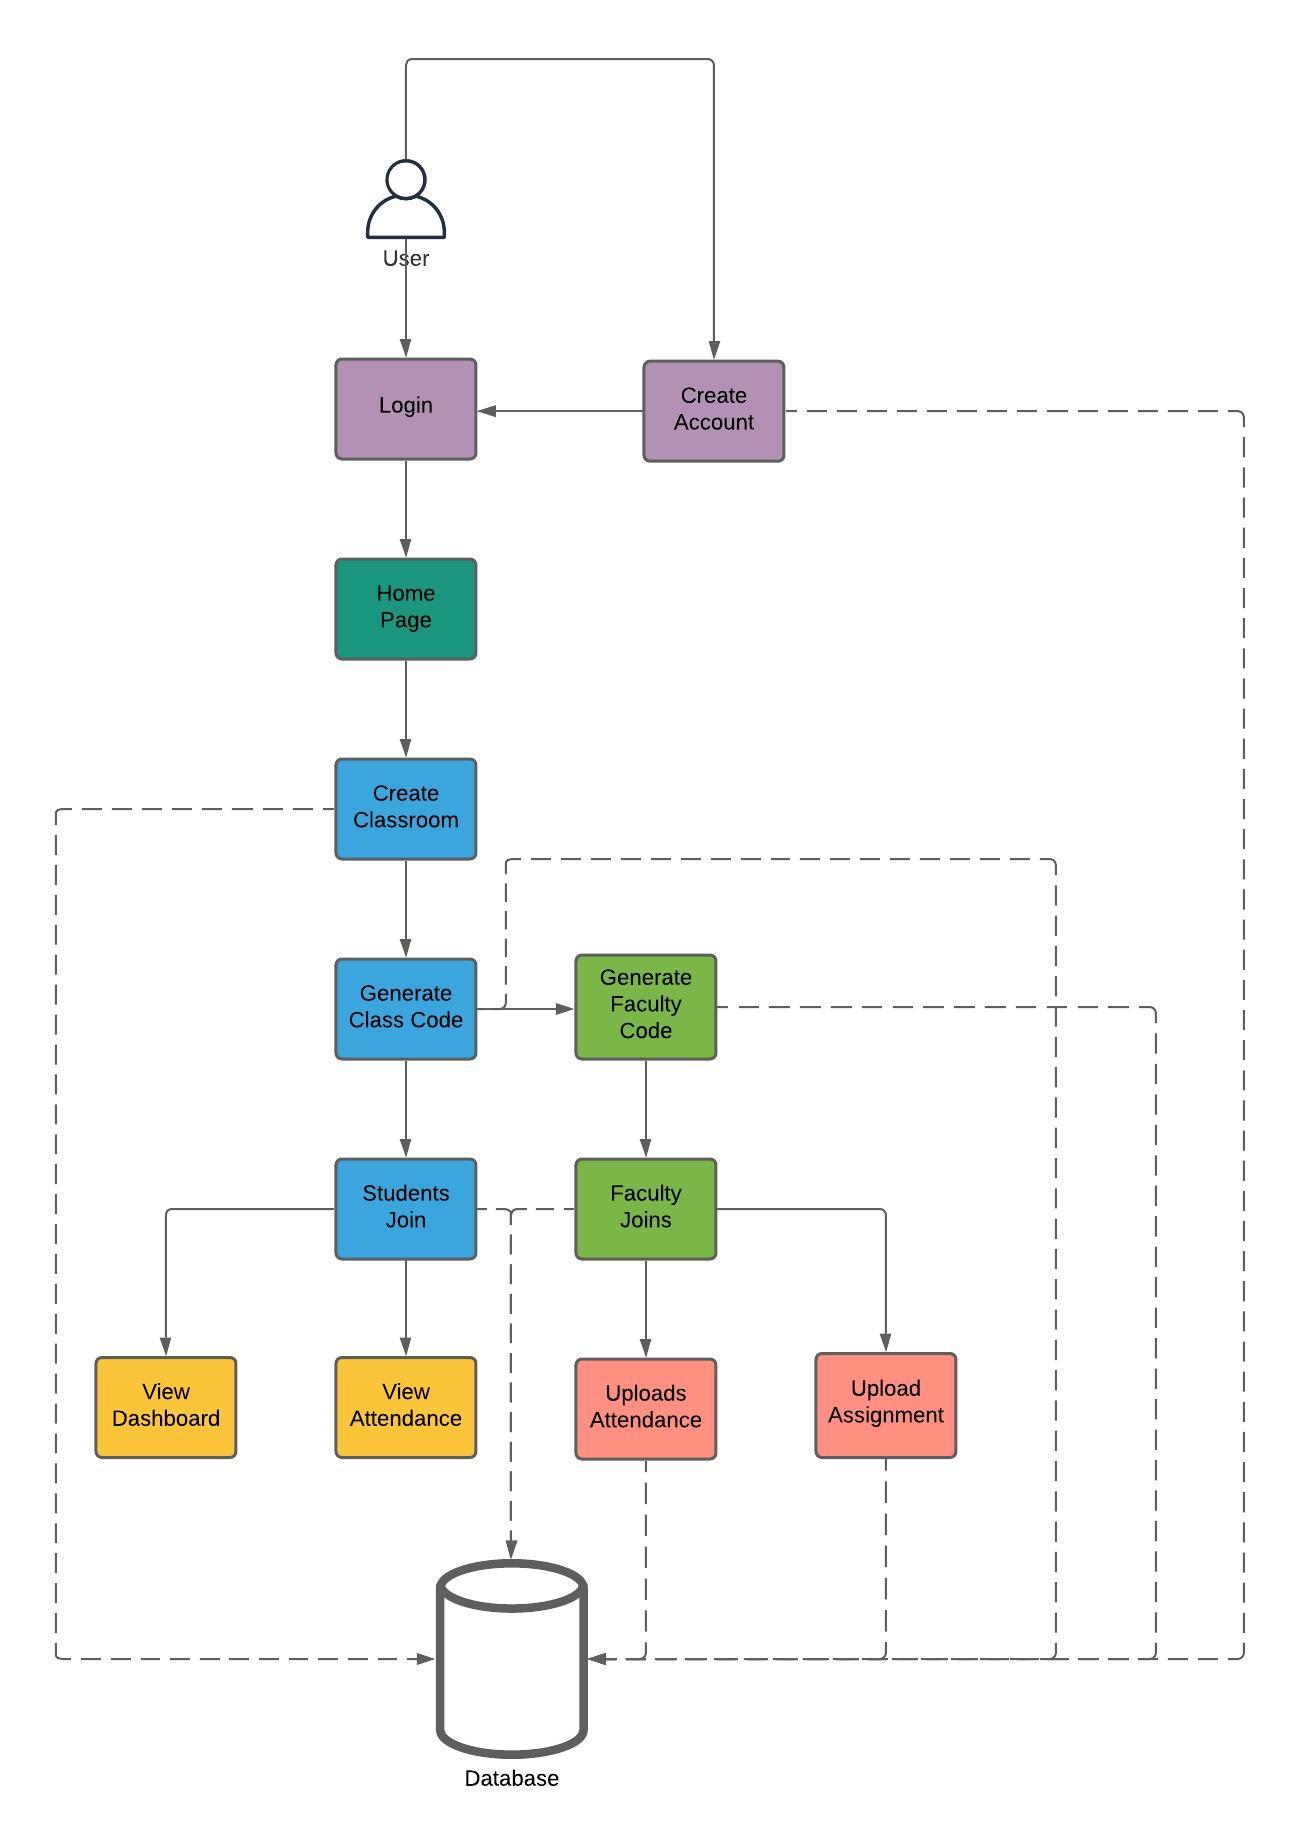 User
Login
Create
Account
Home
Page
Create
Classroom
Generate
Class Code
Generate
Faculty
Code
Students
Join
Faculty
Joins
View
Dashboard
View
Attendance
Uploads
Attendance
Upload
Assignment
Database